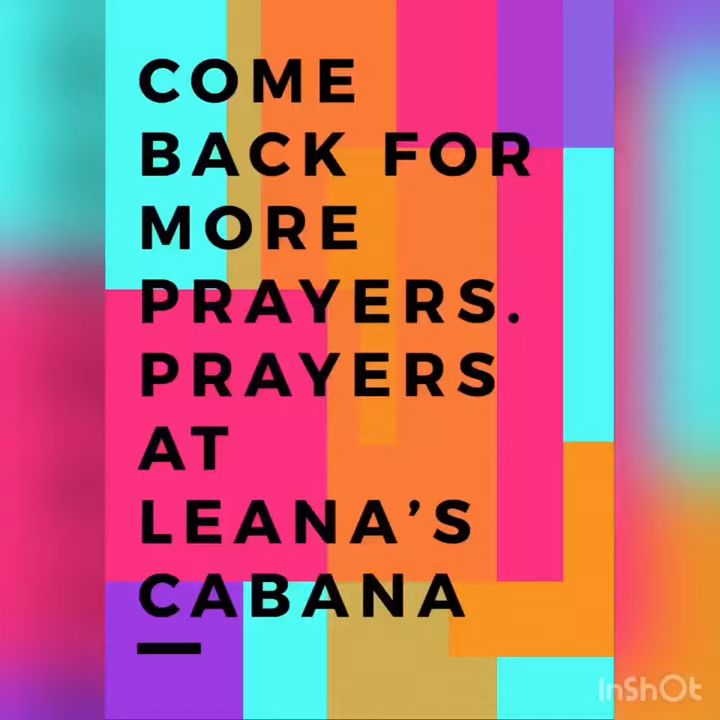 COME
BACK FOR
MORE
PRAYERS.
PRAYERS
AT
LEANA’S
CABANA
InShOt